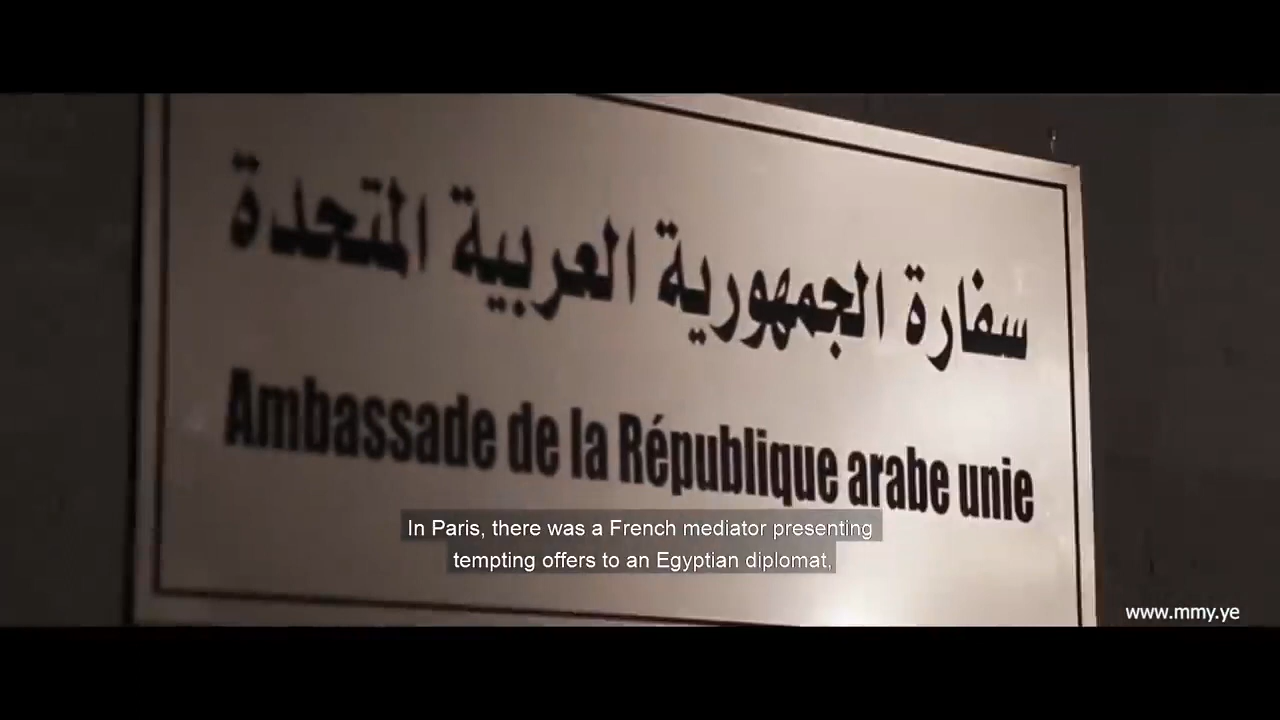 سفارة الجمهورية العربية المتحدة
Ambassade de la République arabe unie
In Paris, there was a French mediator presenting
tempting offers to an Egyptian diplomat,
www.mmy.ye